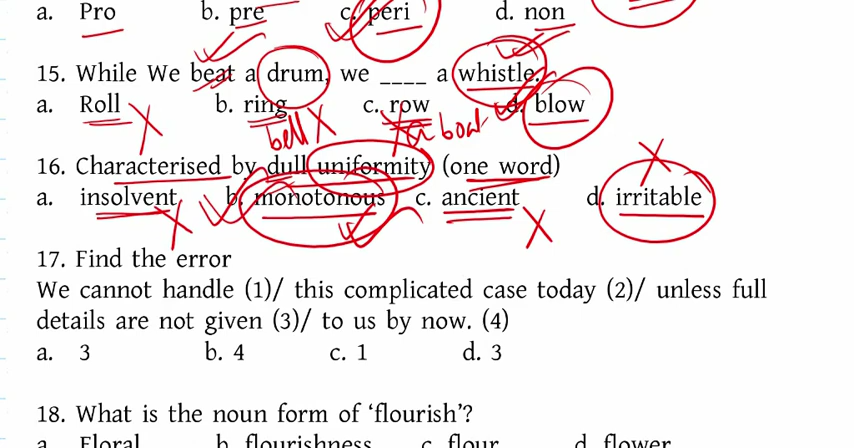 a. Pro b. pre c. peri d. non
15. While We beat a drum, we ____ a whistle.
a. Roll b. ring c. row d. blow
bell a boat
16. Characterised by dull uniformity (one word)
a. insolvent b. monotonous c. ancient d. irritable
17. Find the error
We cannot handle (1)/ this complicated case today (2)/ unless full
details are not given (3)/ to us by now. (4)
a. 3 b. 4 c. 1 d. 3
18. What is the noun form of ‘flourish’?
a. Floral b. flourishness c. flour d. flower